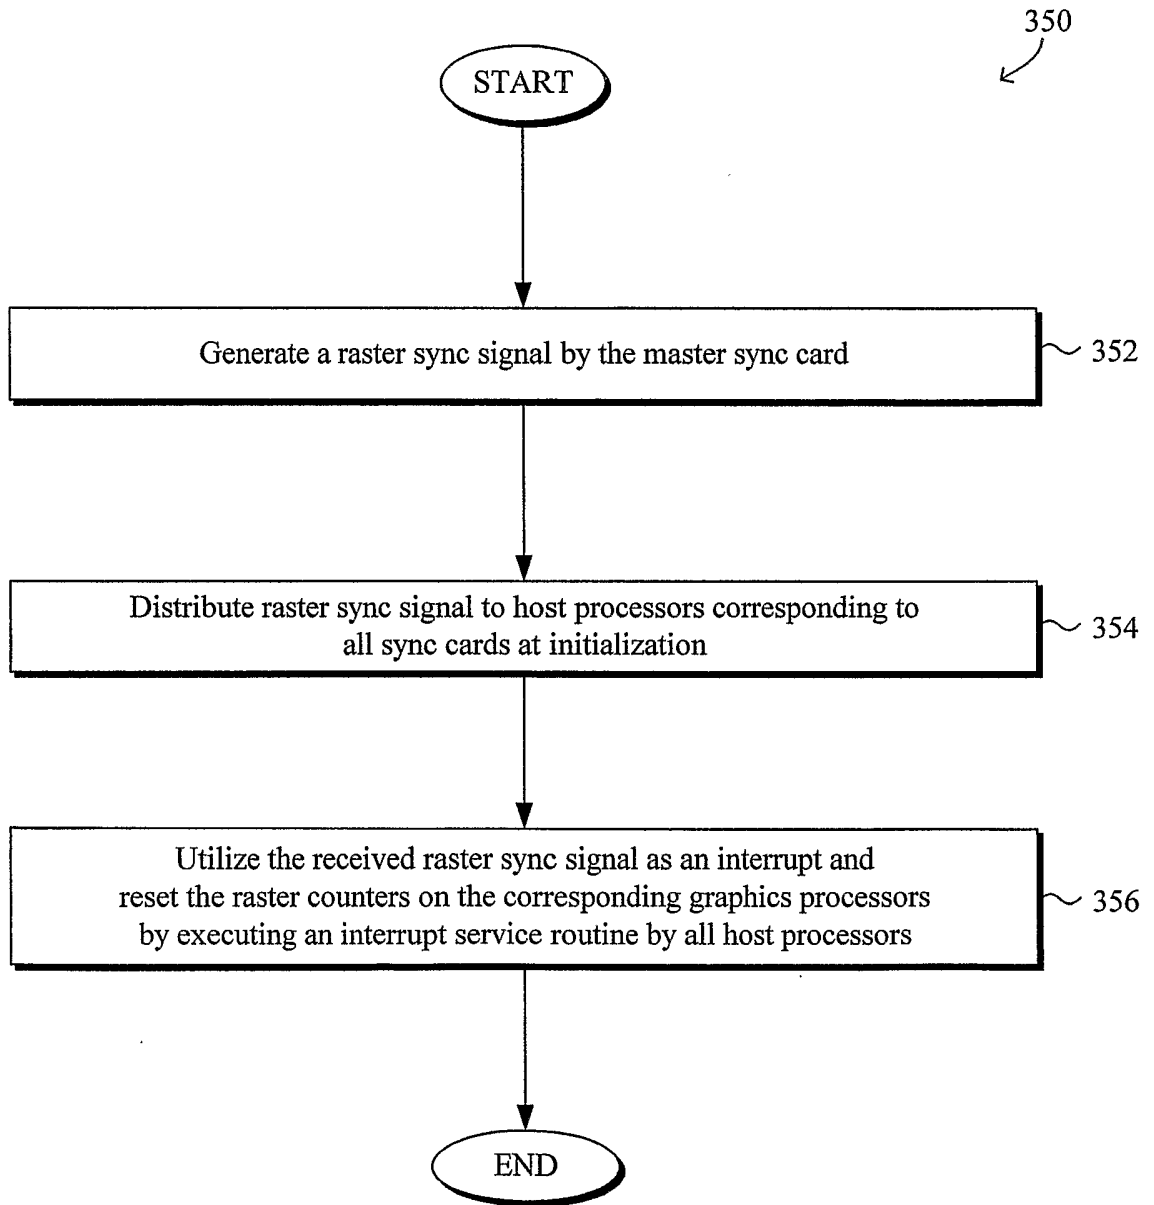 350
START
Generate a raster sync signal by the master sync card
352
Distribute raster sync signal to host processors corresponding to
all sync cards at initialization
354
Utilize the received raster sync signal as an interrupt and
reset the raster counters on the corresponding graphics processors
by executing an interrupt service routine by all host processors
356
END